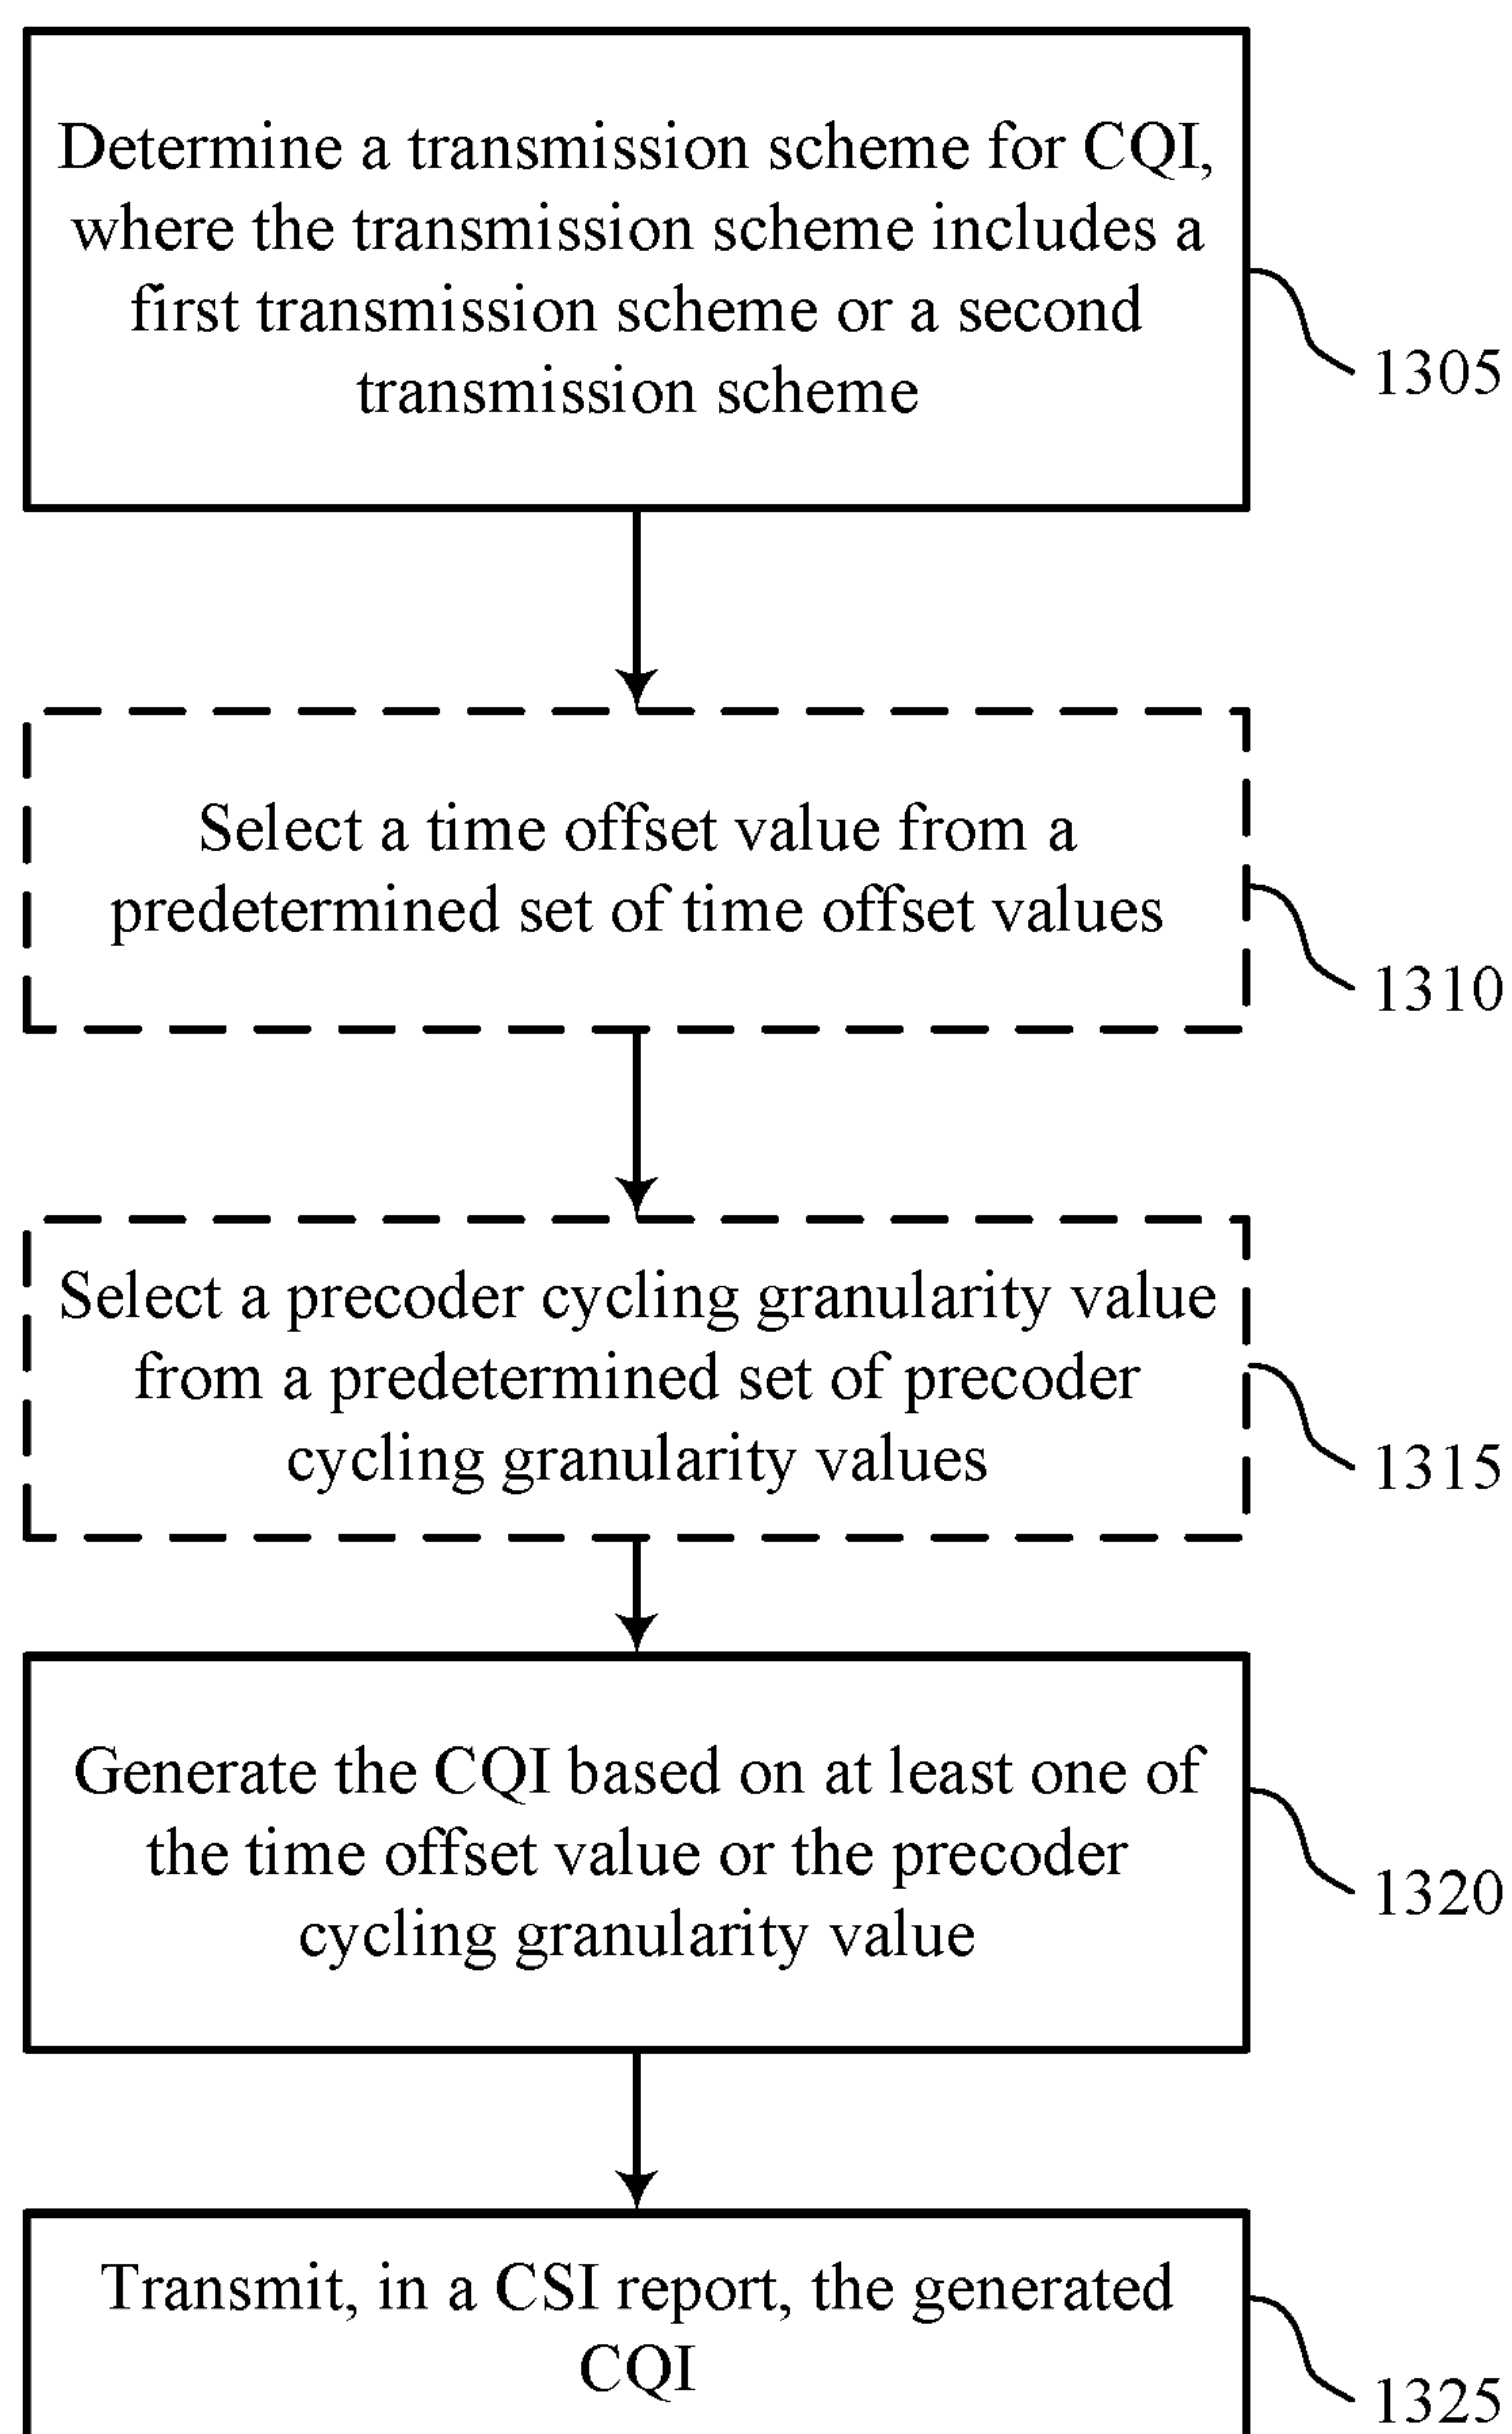 Determine a transmission scheme for CQI,
where the transmission scheme includes a
first transmission scheme or a second
transmission scheme
1305
Select a time offset value from a
predetermined set of time offset values
1310
Select a precoder cycling granularity value
from a predetermined set of precoder
cycling granularity values
1315
Generate the CQI based on at least one of
the time offset value or the precoder
cycling granularity value
1320
Transmit, in a CSI report, the generated
CQI
1325